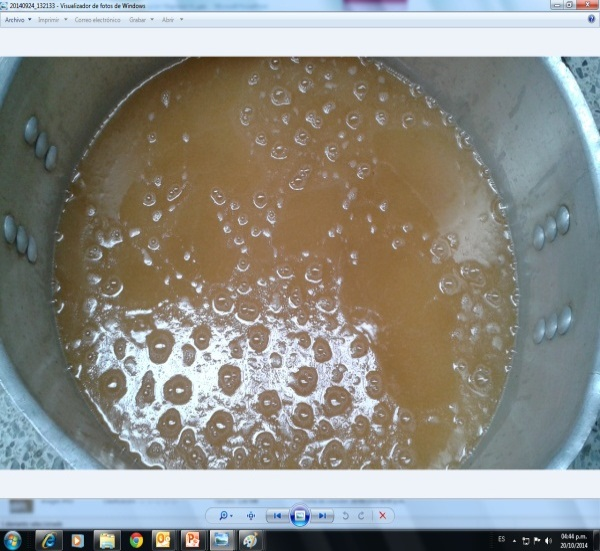 20140924_132133 - Visualizador de fotos de Windows
Archivo Imprimir Correo electrónico Grabar Abrir
ES 04:44 p.m.
20/10/2014